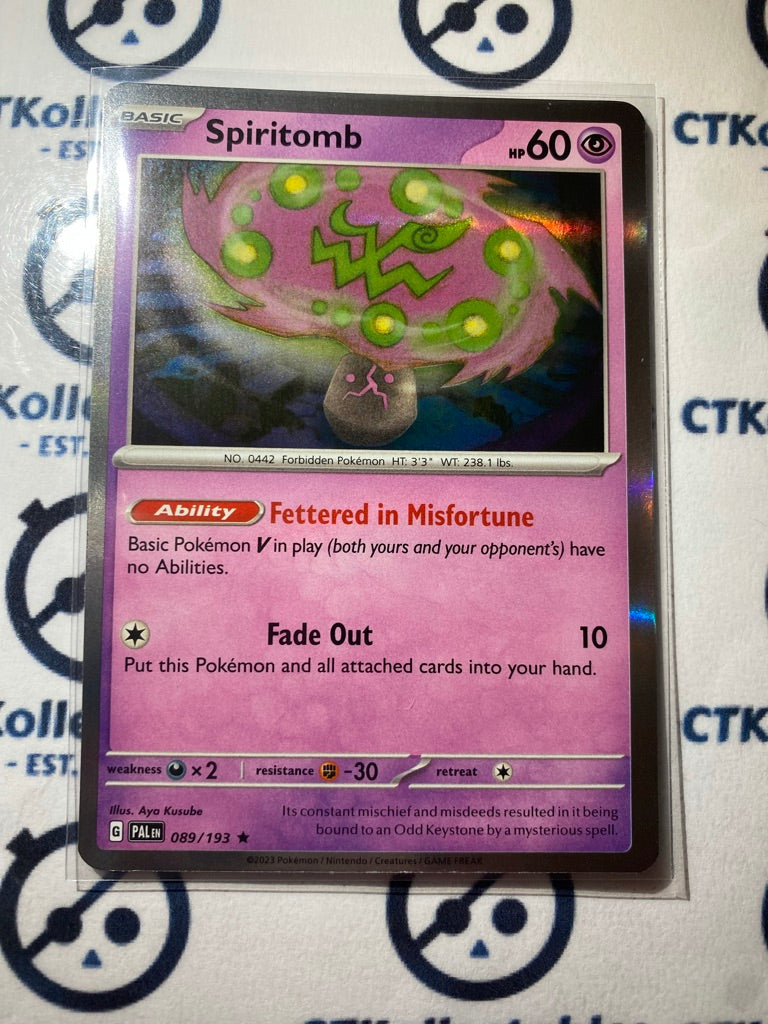 BASIC
Spiritomb
HP60
NO. 0442 Forbidden Pokémon HT: 3'3" WT: 238.1 lbs.
Ability Fettered in Misfortune
Basic Pokémon V in play (both yours and your opponent's) have
no Abilities.
Fade Out 10
Put this Pokémon and all attached cards into your hand.
weakness ×2 resistance -30 retreat
Illus. Aya Kusube
Its constant mischief and misdeeds resulted in it being
bound to an Odd Keystone by a mysterious spell.
G PAL EN 089/193
©2023 Pokémon / Nintendo / Creatures / GAME FREAK
CTKo
- EST
CTK
- EST.
CTK
- EST.